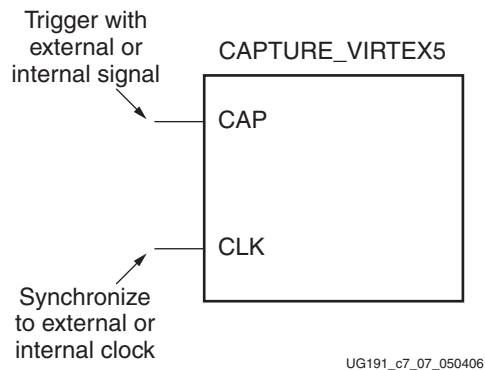 Trigger with
external or
internal signal
CAPTURE_VIRTEX5
CAP
CLK
Synchronize
to external or
internal clock
UG191_c7_07_050406